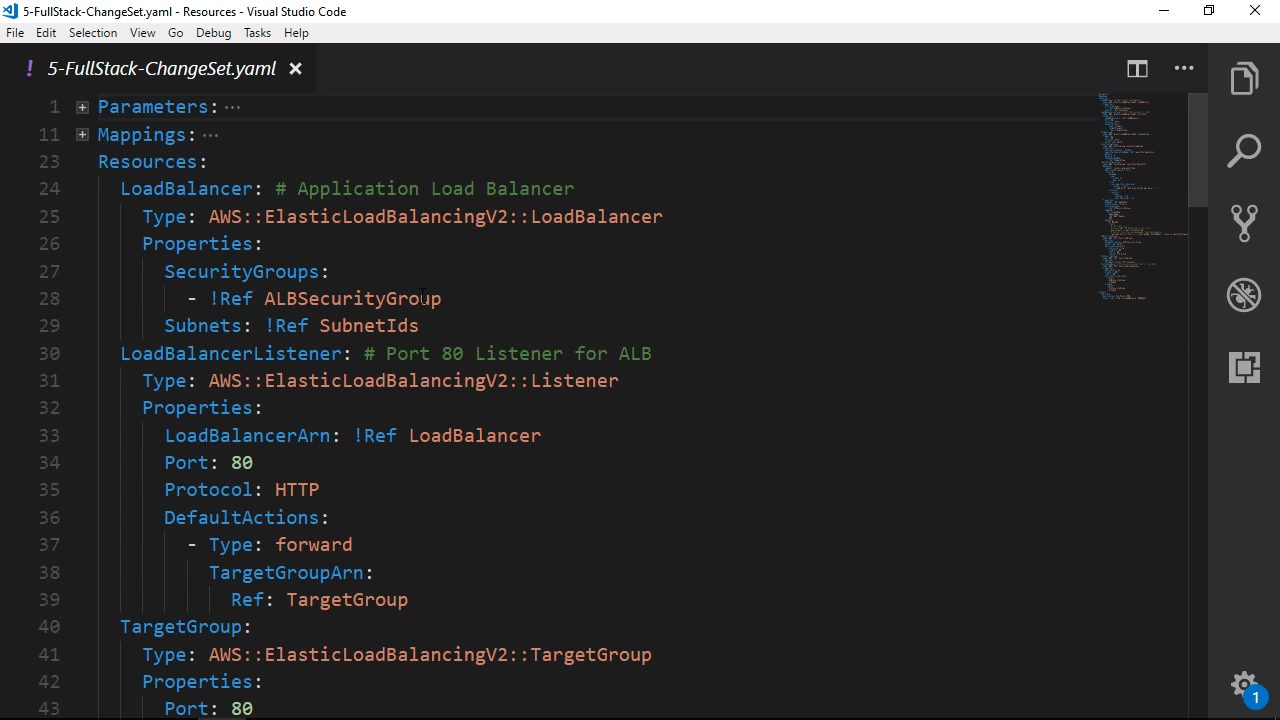 5-FullStack-ChangeSet.yaml - Resources - Visual Studio Code
File Edit Selection View Go Debug Tasks Help
! 5-FullStack-ChangeSet.yaml
1 Parameters: ···
11 Mappings: ···
23 Resources:
24 LoadBalancer: # Application Load Balancer
25 Type: AWS::ElasticLoadBalancingV2::LoadBalancer
26 Properties:
27 SecurityGroups:
28 - !Ref ALBSecurityGroup
29 Subnets: !Ref SubnetIds
30 LoadBalancerListener: # Port 80 Listener for ALB
31 Type: AWS::ElasticLoadBalancingV2::Listener
32 Properties:
33 LoadBalancerArn: !Ref LoadBalancer
34 Port: 80
35 Protocol: HTTP
36 DefaultActions:
37 - Type: forward
38 TargetGroupArn:
39 Ref: TargetGroup
40 TargetGroup:
41 Type: AWS::ElasticLoadBalancingV2::TargetGroup
42 Properties:
43 Port: 80
1